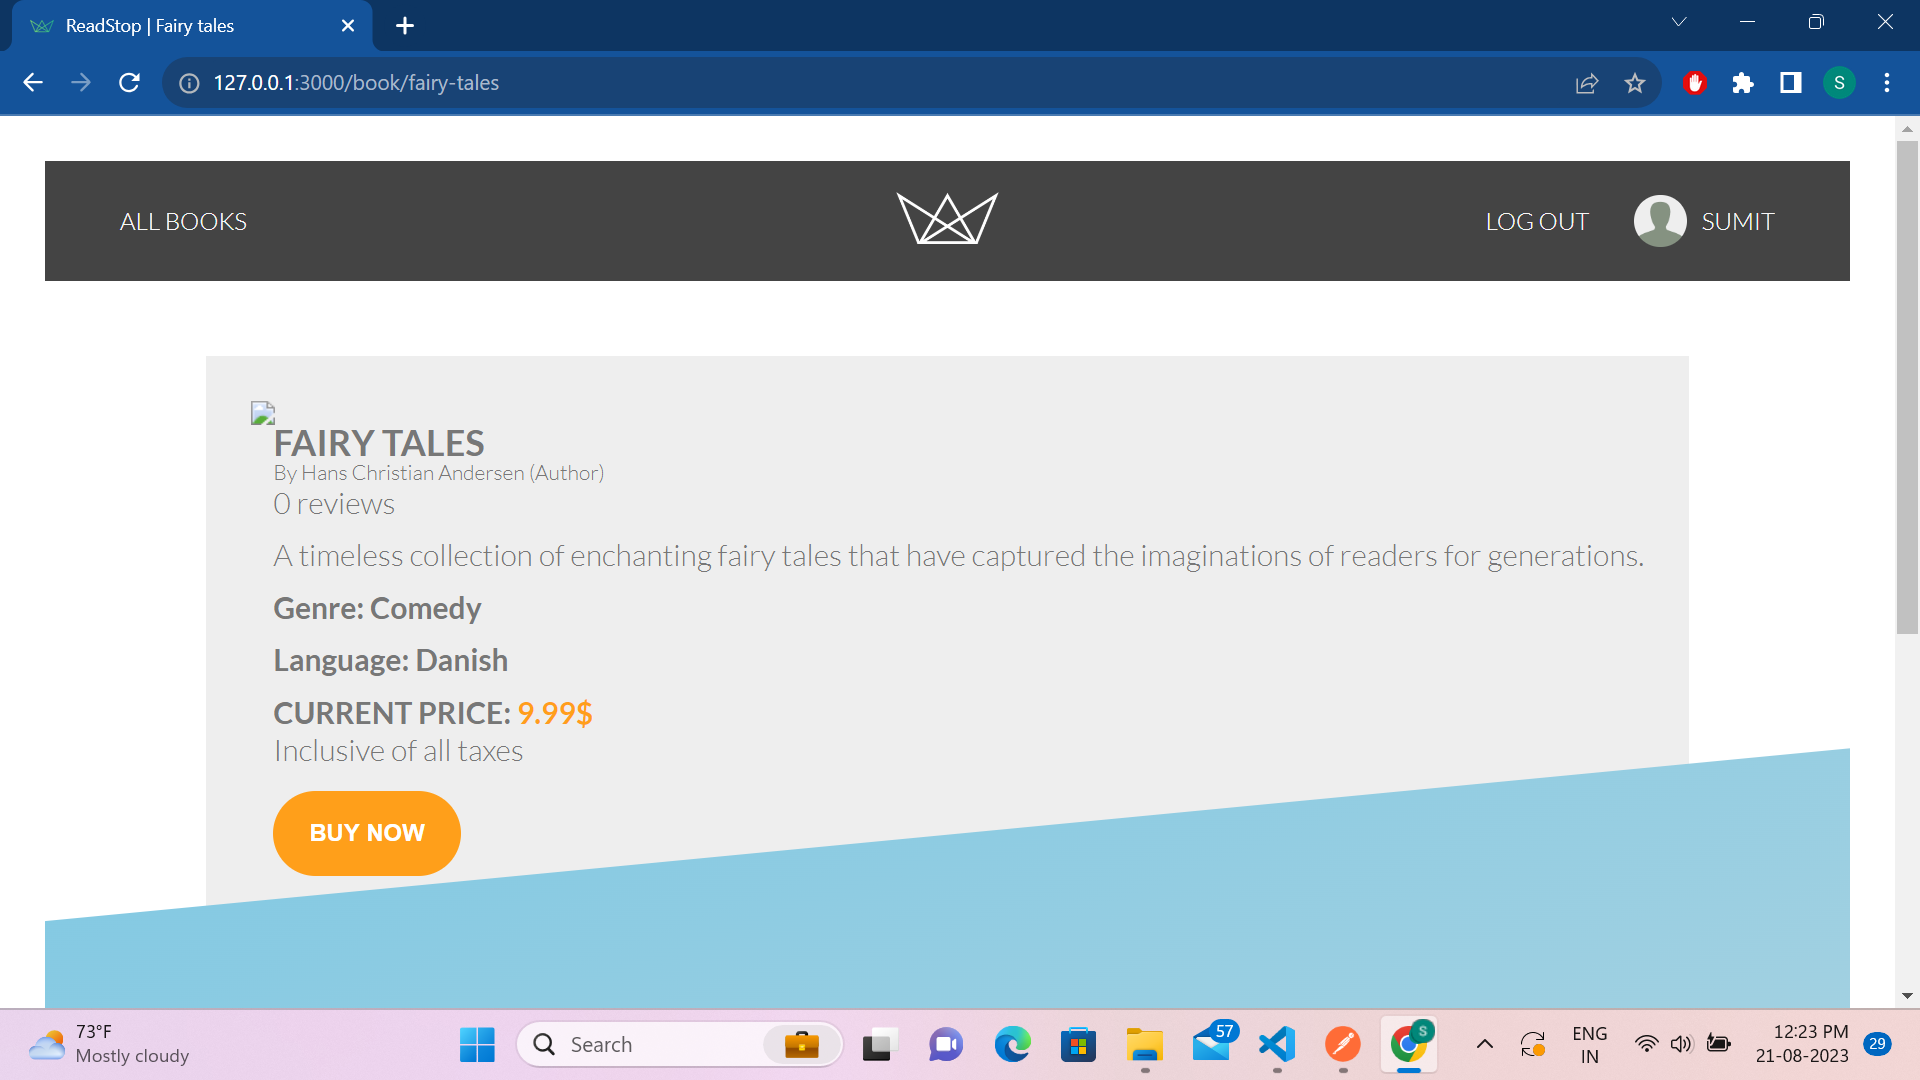 ReadStop | Fairy tales
127.0.0.1:3000/book/fairy-tales
S
ALL BOOKS
LOG OUT
SUMIT
FAIRY TALES
By Hans Christian Andersen (Author)
0 reviews
A timeless collection of enchanting fairy tales that have captured the imaginations of readers for generations.
Genre: Comedy
Language: Danish
CURRENT PRICE: 9.99$
Inclusive of all taxes
BUY NOW
73°F
Mostly cloudy
Search
57
S
ENG
IN
12:23 PM
21-08-2023
29